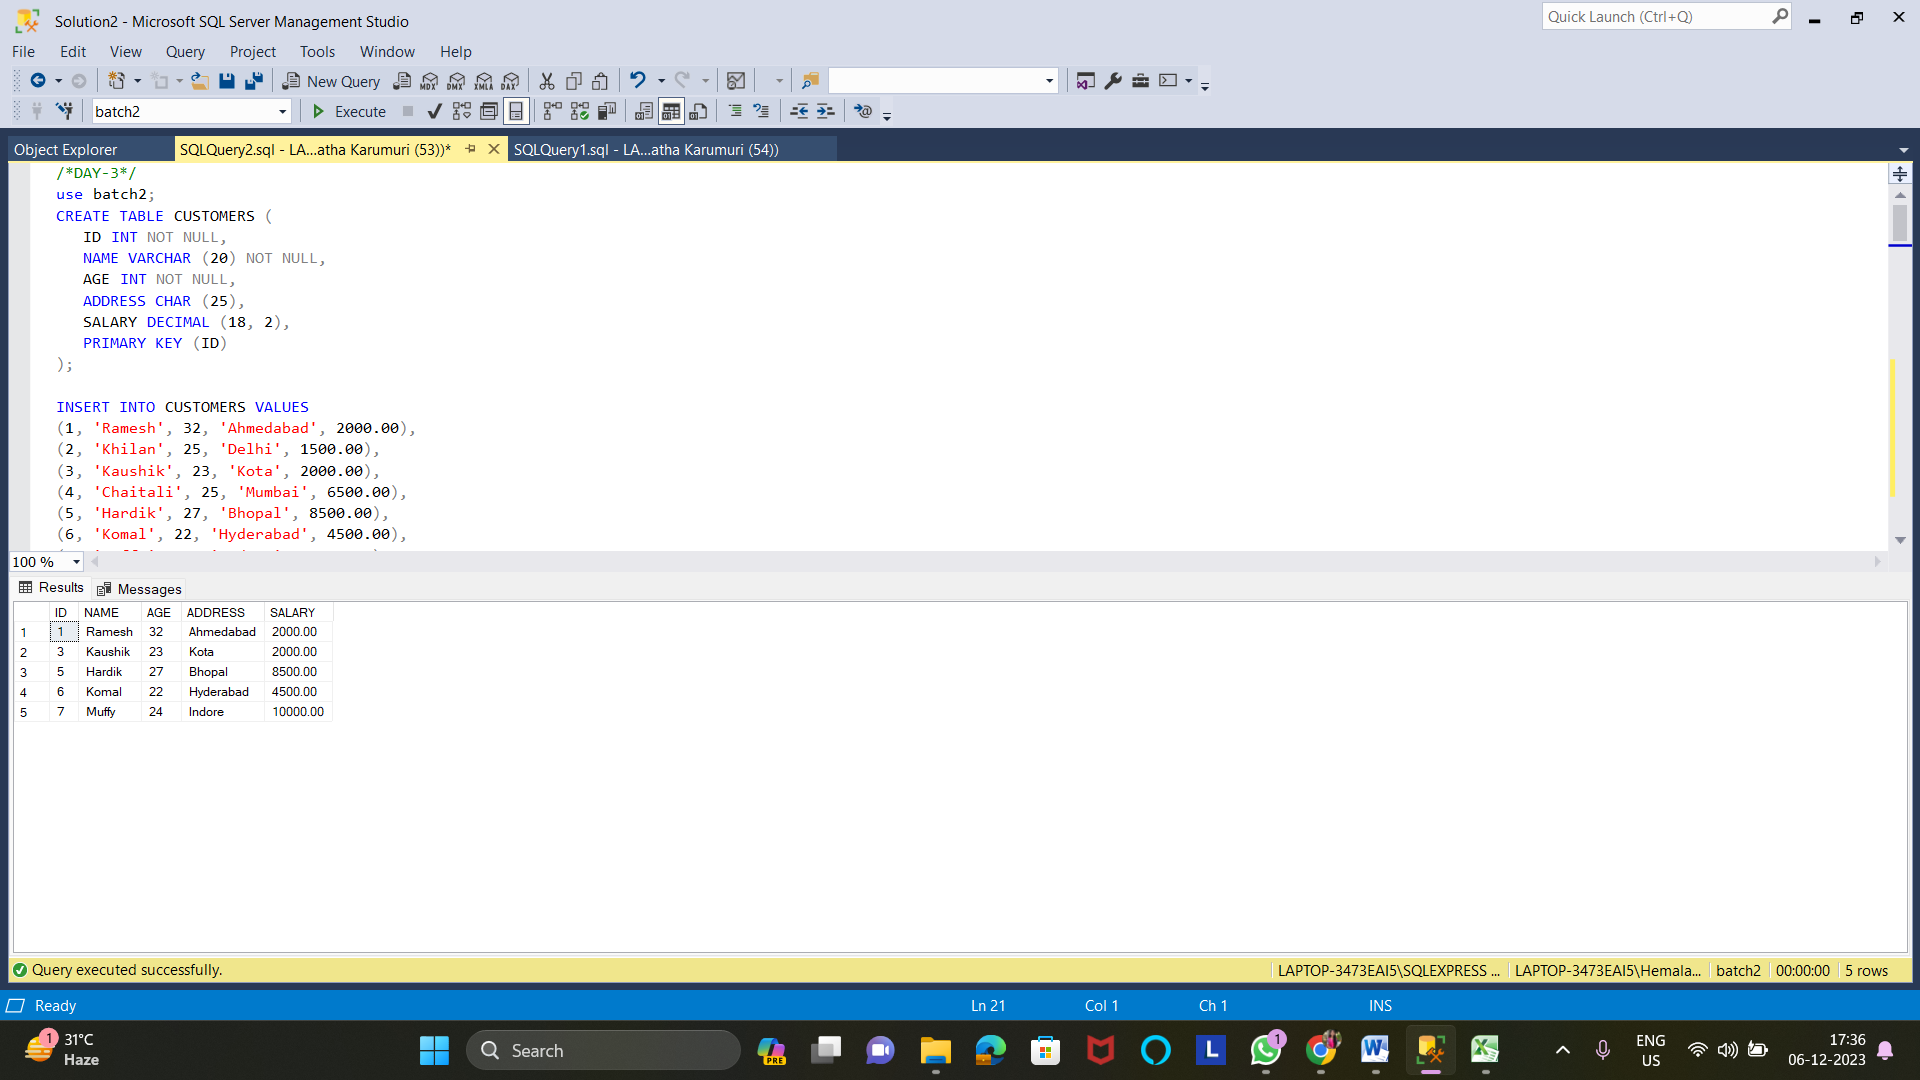 Solution2 - Microsoft SQL Server Management Studio
Quick Launch (Ctrl+Q)
File Edit View Query Project Tools Window Help
New Query MDX DMX XMLA DAX
batch2 Execute
Object Explorer SQLQuery2.sql - LA...atha Karumuri (53))* SQLQuery1.sql - LA...atha Karumuri (54))
/*DAY-3*/
use batch2;
CREATE TABLE CUSTOMERS (
ID INT NOT NULL,
NAME VARCHAR (20) NOT NULL,
AGE INT NOT NULL,
ADDRESS CHAR (25),
SALARY DECIMAL (18, 2),
PRIMARY KEY (ID)
);
INSERT INTO CUSTOMERS VALUES
(1, 'Ramesh', 32, 'Ahmedabad', 2000.00),
(2, 'Khilan', 25, 'Delhi', 1500.00),
(3, 'Kaushik', 23, 'Kota', 2000.00),
(4, 'Chaitali', 25, 'Mumbai', 6500.00),
(5, 'Hardik', 27, 'Bhopal', 8500.00),
(6, 'Komal', 22, 'Hyderabad', 4500.00),
100 %
Results Messages
ID NAME AGE ADDRESS SALARY
1 1 Ramesh 32 Ahmedabad 2000.00
2 3 Kaushik 23 Kota 2000.00
3 5 Hardik 27 Bhopal 8500.00
4 6 Komal 22 Hyderabad 4500.00
5 7 Muffy 24 Indore 10000.00
Query executed successfully. LAPTOP-3473EAI5\SQLEXPRESS ... LAPTOP-3473EAI5\Hemala... batch2 00:00:00 5 rows
Ready Ln 21 Col 1 Ch 1 INS
1 31°C Haze Search PRE L 1 ENG US 17:36 06-12-2023